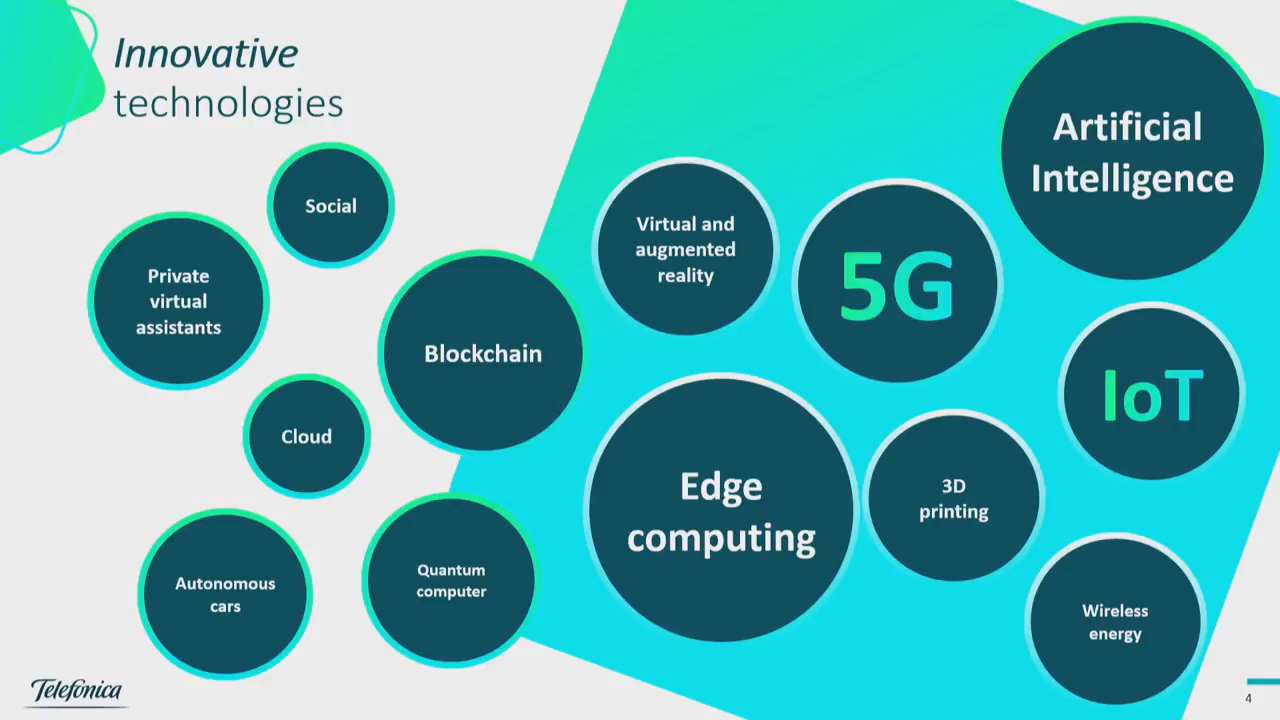 Innovative
technologies
Social
Private
virtual
assistants
Blockchain
Cloud
Autonomous
cars
Quantum
computer
Virtual and
augmented
reality
5G
Artificial
Intelligence
IoT
Edge
computing
3D
printing
Wireless
energy
Telefónica
4